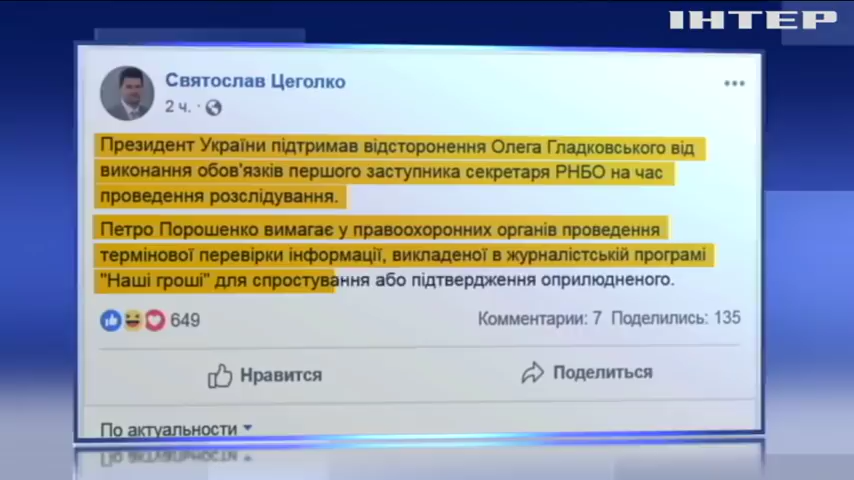 ІНТЕР
Святослав Цеголко
2 ч. ·
Президент України підтримав відсторонення Олега Гладковського від
виконання обов'язків першого заступника секретаря РНБО на час
проведення розслідування.
Петро Порошенко вимагає у правоохоронних органів проведення
термінової перевірки інформації, викладеної в журналістській програмі
"Наші гроші" для спростування або підтвердження оприлюдненого.
649
Комментарии: 7 Поделились: 135
Нравится
Поделиться
По актуальности